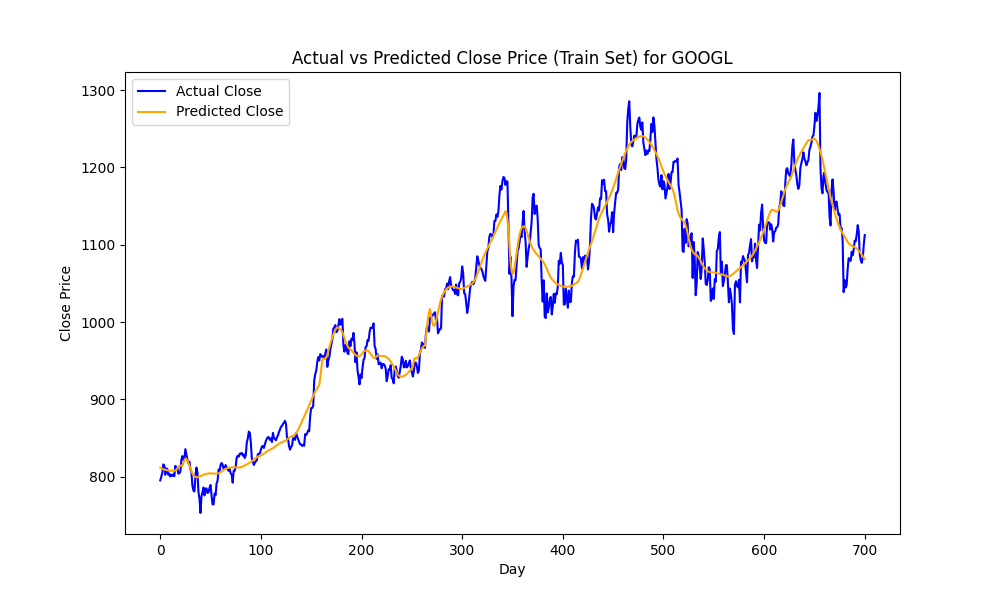 Actual vs Predicted Close Price (Train Set) for GOOGL
Actual Close
Predicted Close
1300
1200
1100
1000
900
800
Close Price
0 100 200 300 400 500 600 700
Day